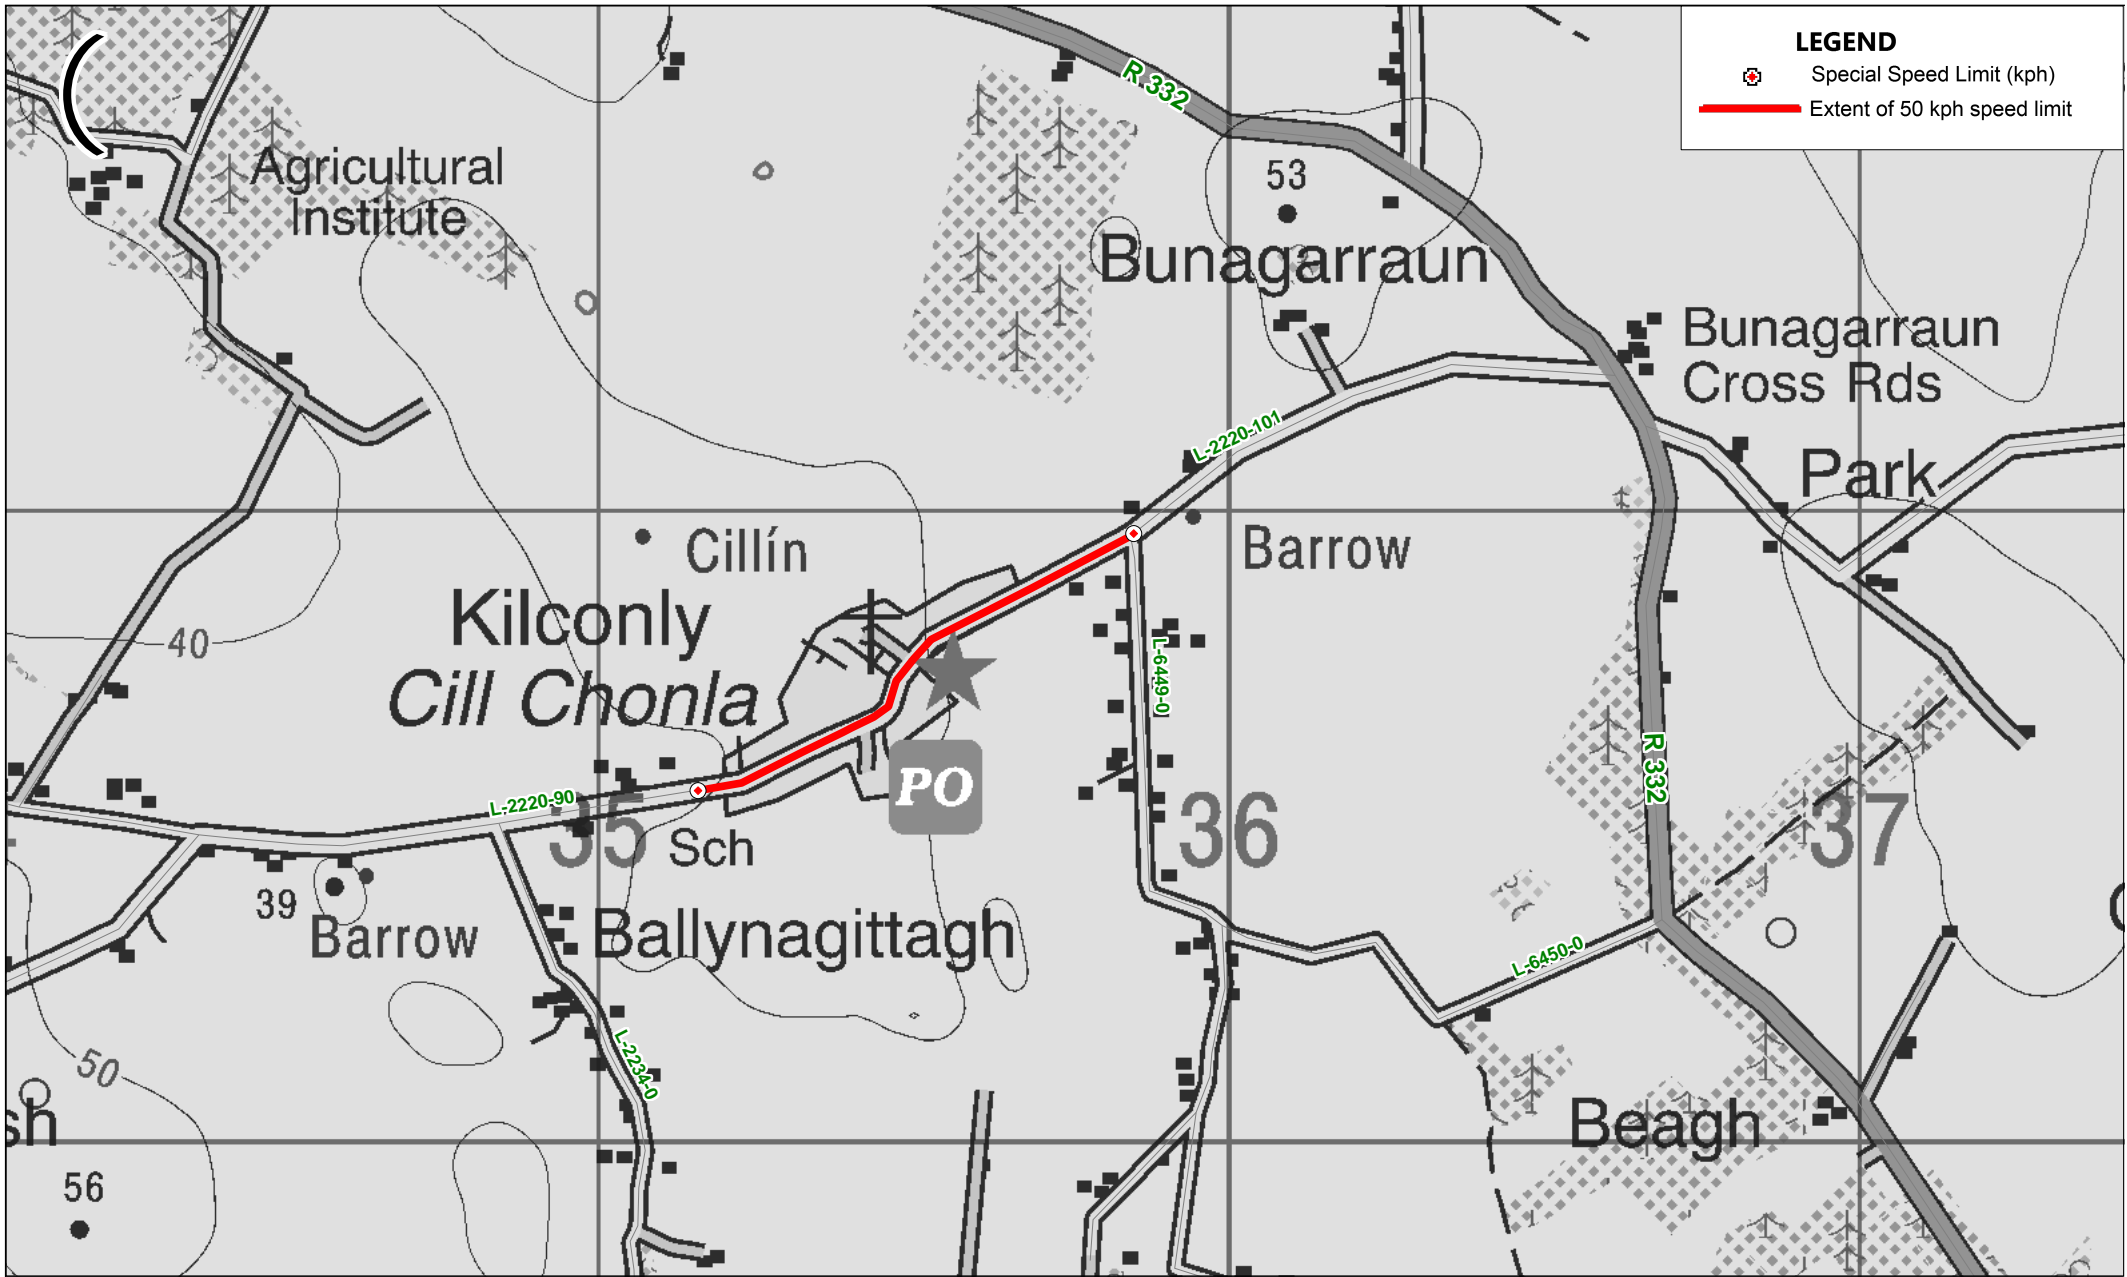 LEGEND
Special Speed Limit (kph)
Extent of 50 kph speed limit
R 332
Agricultural
Institute
53
Bunagarraun
Bunagarraun
Cross Rds
L-2220-101
Park
Cillín
Barrow
Kilconly
40
L-6449-0
Cill Chonla
R 332
PO
L-2220-90
35
36
37
Sch
39
Barrow
Ballynagittagh
L-6450-0
50
L-2234-0
sh
Beagh
56